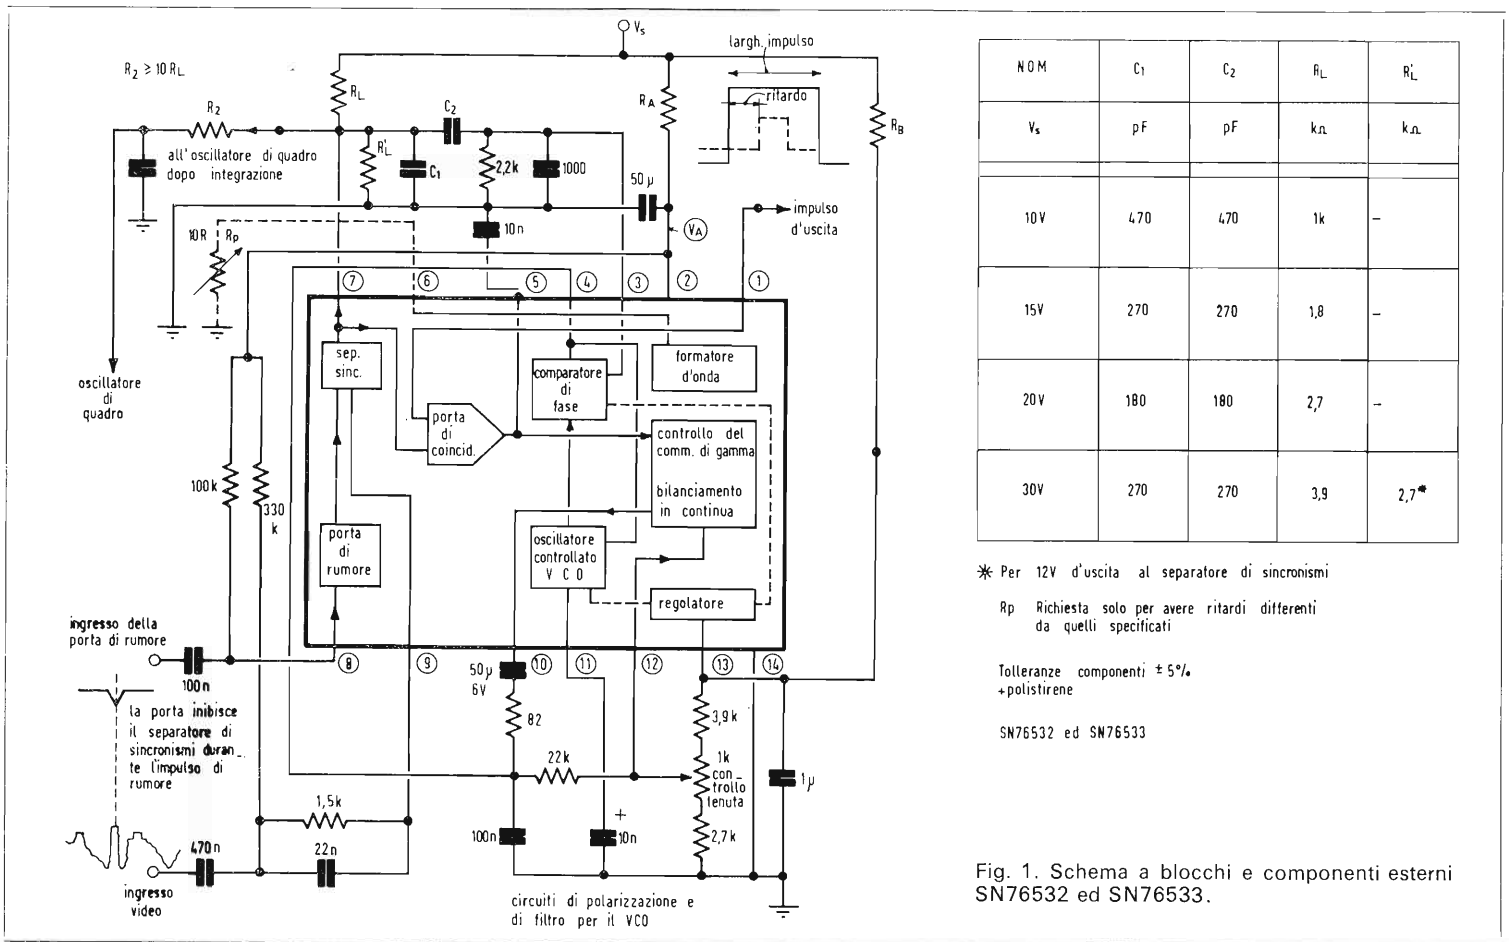 Vs
largh. impulso
ritardo
R2 ≥ 10 RL
RL
RA
RB
R2
C2
all'oscillatore di quadro
dopo integrazione
R'L
C1
2,2k
1000
50 µ
impulso
d'uscita
VA
10R
Rp
10n
7
6
5
4
3
2
1
oscillatore
di
quadro
sep.
sinc.
comparatore
di
fase
formatore
d'onda
porta
di
coincid.
controllo del
comm. di gamma
bilanciamento
in continua
100k
330
k
porta
di
rumore
oscillatore
controllato
V C O
regolatore
ingresso della
porta di rumore
8
9
10
11
12
13
14
100n
50 µ
6V
82
3,9k
la porta inibisce
il separatore di
sincronismi duran_
te l'impulso di
rumore
22k
1k
con_
trollo
tenuta
1µ
1,5k
100n
+
10n
2,7k
470n
22n
ingresso
video
circuiti di polarizzazione e
di filtro per il VCO
NOM C1 C2 RL R'L
Vs pF pF kΩ kΩ
10V 470 470 1k –
15V 270 270 1,8 –
20V 180 180 2,7 –
30V 270 270 3,9 2,7*
* Per 12V d'uscita al separatore di sincronismi
Rp Richiesta solo per avere ritardi differenti
da quelli specificati
Tolleranze componenti ± 5%
+polistirene
SN76532 ed SN76533
Fig. 1. Schema a blocchi e componenti esterni
SN76532 ed SN76533.